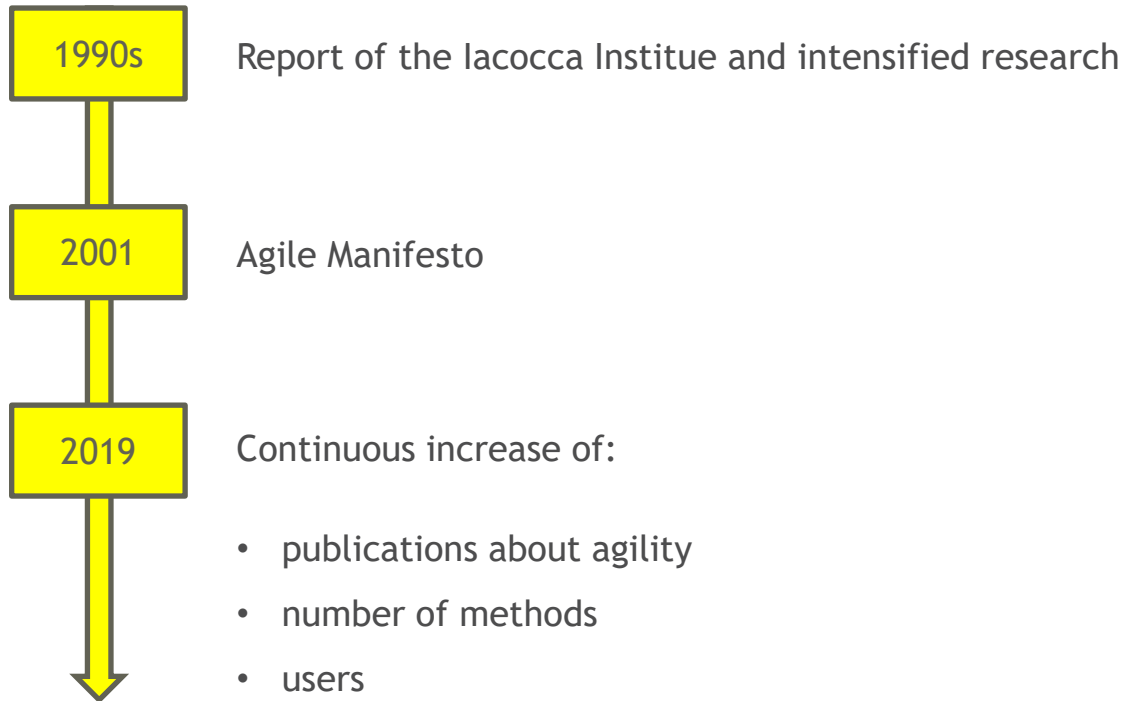 1990s
Report of the Iacocca Institue and intensified research
2001
Agile Manifesto
2019
Continuous increase of:
• publications about agility
• number of methods
• users